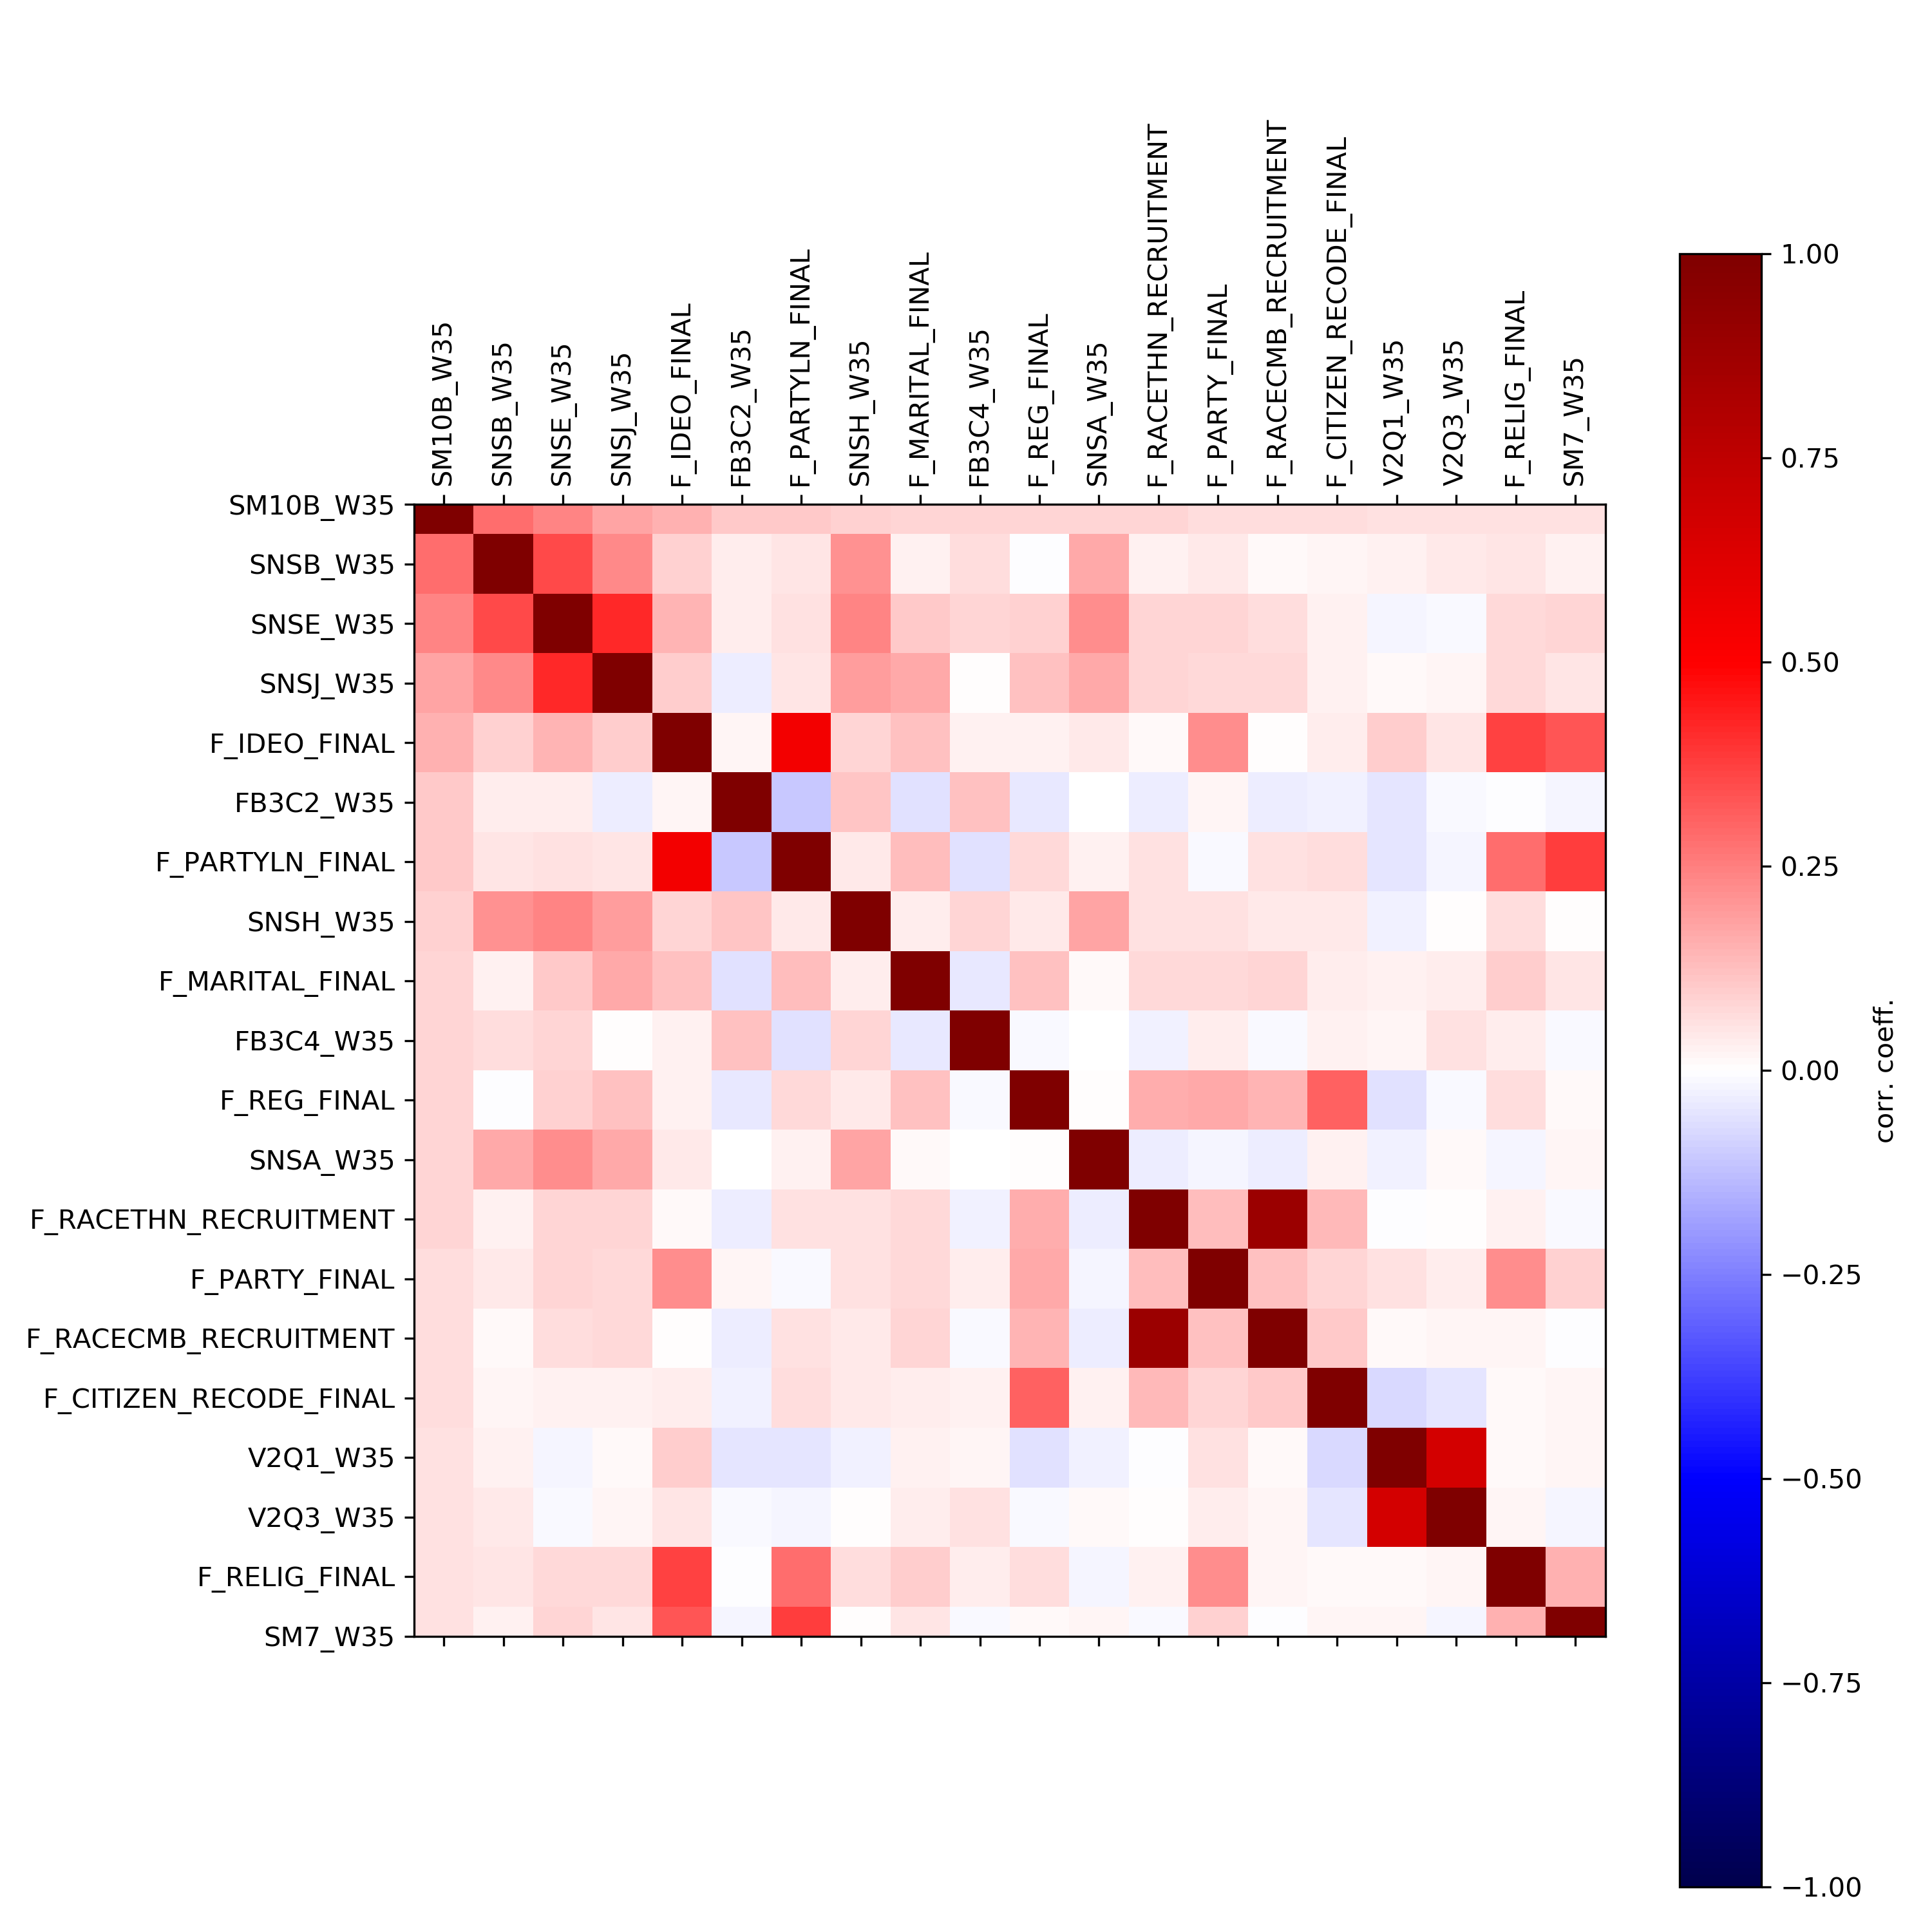 SM10B_W35
SNSB_W35
SNSE_W35
SNSJ_W35
F_IDEO_FINAL
FB3C2_W35
F_PARTYLN_FINAL
SNSH_W35
F_MARITAL_FINAL
FB3C4_W35
F_REG_FINAL
SNSA_W35
F_RACETHN_RECRUITMENT
F_PARTY_FINAL
F_RACECMB_RECRUITMENT
F_CITIZEN_RECODE_FINAL
V2Q1_W35
V2Q3_W35
F_RELIG_FINAL
SM7_W35
SM10B_W35
SNSB_W35
SNSE_W35
SNSJ_W35
F_IDEO_FINAL
FB3C2_W35
F_PARTYLN_FINAL
SNSH_W35
F_MARITAL_FINAL
FB3C4_W35
F_REG_FINAL
SNSA_W35
F_RACETHN_RECRUITMENT
F_PARTY_FINAL
F_RACECMB_RECRUITMENT
F_CITIZEN_RECODE_FINAL
V2Q1_W35
V2Q3_W35
F_RELIG_FINAL
SM7_W35
1.00
0.75
0.50
0.25
0.00
−0.25
−0.50
−0.75
−1.00
corr. coeff.